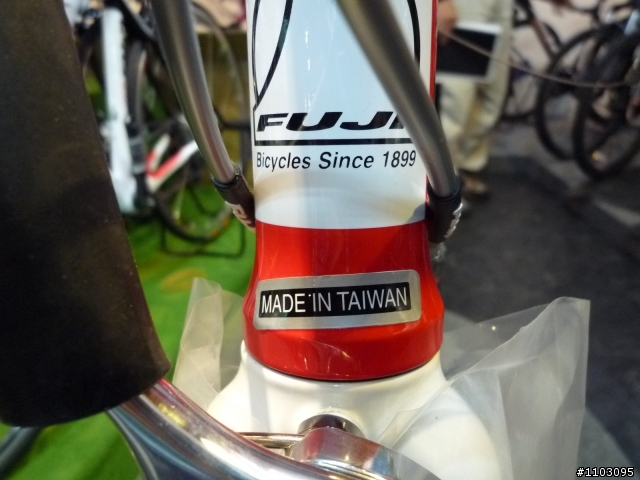 FUJI
Bicycles Since 1899
MADE IN TAIWAN
#1103095